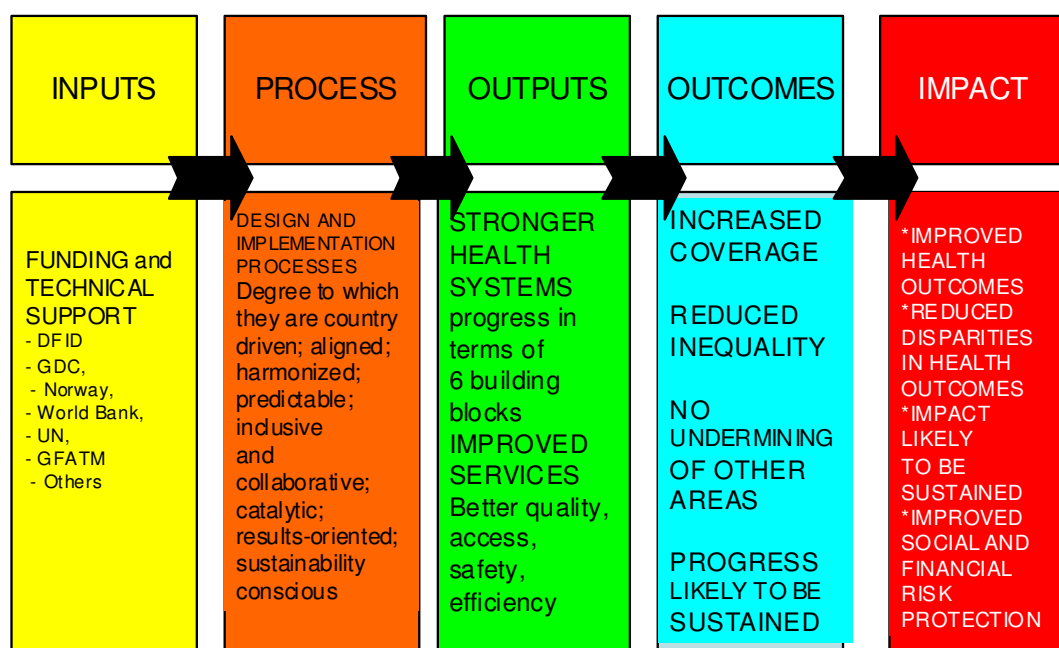 INPUTS
PROCESS
OUTPUTS
OUTCOMES
IMPACT
FUNDING and
TECHNICAL
SUPPORT
- DFID
- GDC,
- Norway,
- World Bank,
- UN,
- GFATM
- Others
DESIGN AND
IMPLEMENTATION
PROCESSES
Degree to which
they are country
driven; aligned;
harmonized;
predictable;
inclusive
and
collaborative;
catalytic;
results-oriented;
sustainability
conscious
STRONGER
HEALTH
SYSTEMS
progress in
terms of
6 building
blocks
IMPROVED
SERVICES
Better quality,
access,
safety,
efficiency
INCREASED
COVERAGE
REDUCED
INEQUALITY
NO
UNDERMINING
OF OTHER
AREAS
PROGRESS
LIKELY TO BE
SUSTAINED
*IMPROVED
HEALTH
OUTCOMES
*REDUCED
DISPARITIES
IN HEALTH
OUTCOMES
*IMPACT
LIKELY
TO BE
SUSTAINED
*IMPROVED
SOCIAL AND
FINANCIAL
RISK
PROTECTION